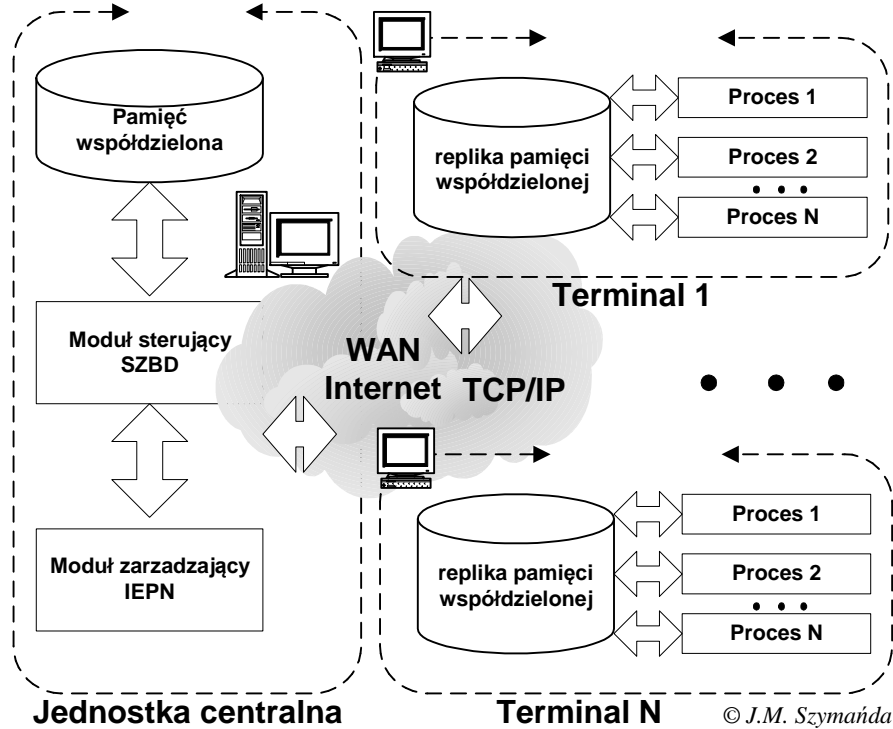 Pamięć
współdzielona
Moduł sterujący
SZBD
Moduł zarzadzający
IEPN
Jednostka centralna
WAN
Internet TCP/IP
replika pamięci
współdzielonej
Proces 1
Proces 2
• • •
Proces N
Terminal 1
• • •
replika pamięci
współdzielonej
Proces 1
Proces 2
• • •
Proces N
Terminal N
© J.M. Szymańda